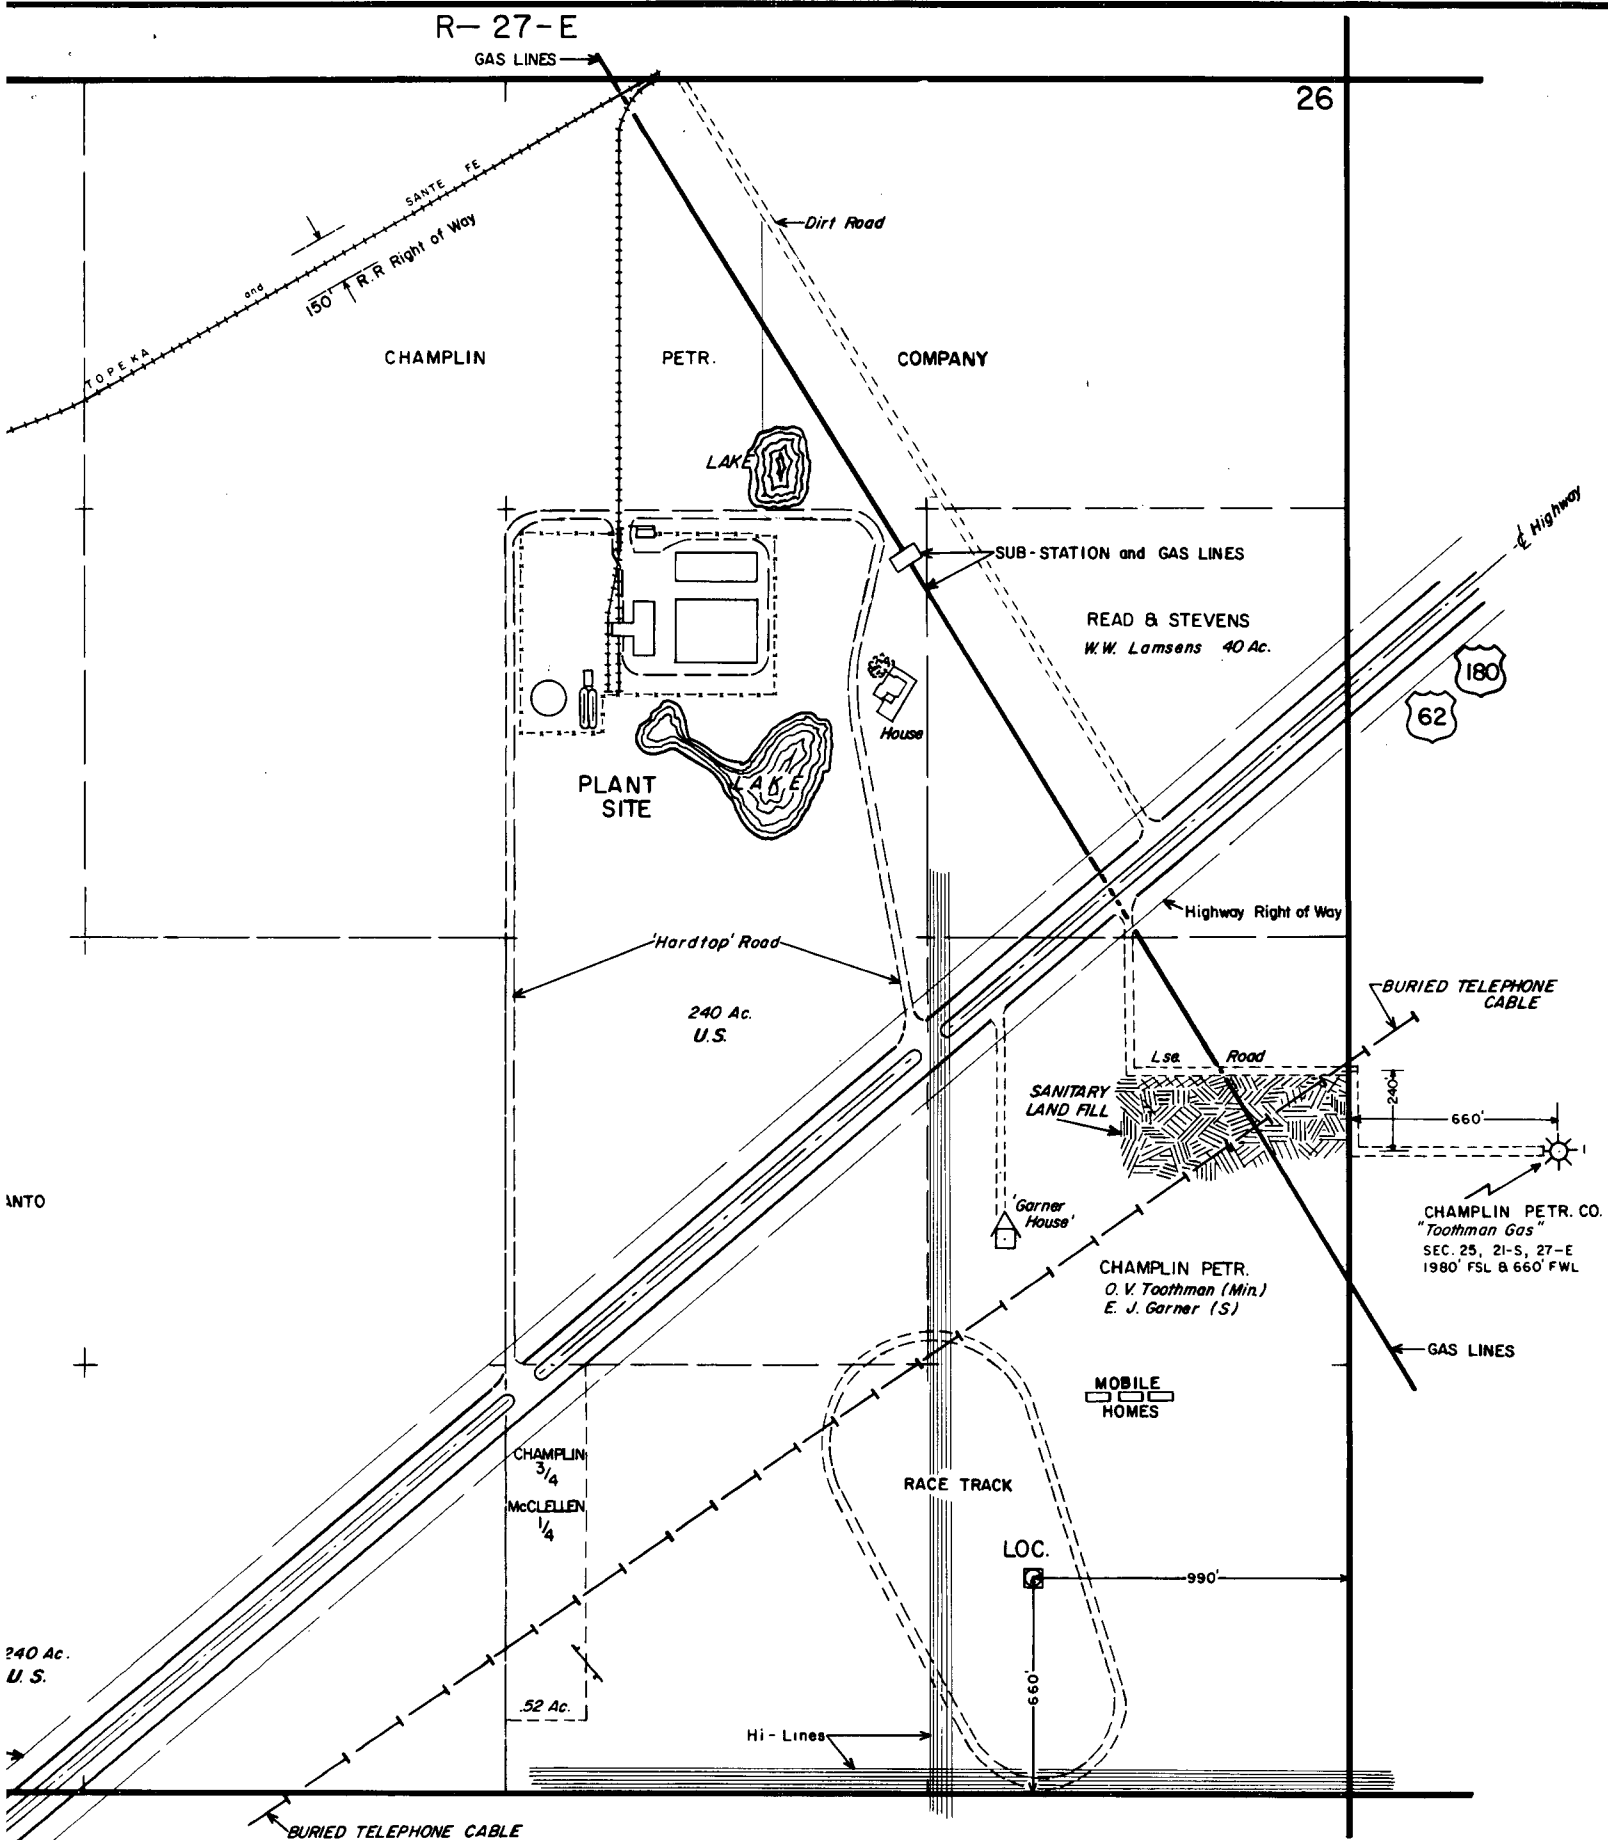 R-27-E
GAS LINES
26
SANTE FE
and
TOPEKA
150' R.R Right of Way
Dirt Road
CHAMPLIN PETR. COMPANY
LAKE
℄ Highway
SUB-STATION and GAS LINES
READ & STEVENS
W.W. Lamsens 40 Ac.
180
62
House
PLANT
SITE
LAKE
Highway Right of Way
'Hardtop' Road
BURIED TELEPHONE
CABLE
240 Ac.
U.S.
Lse. Road
SANITARY
LAND FILL
240'
660'
1
ANTO
'Garner
House'
CHAMPLIN PETR. CO.
"Toothman Gas"
SEC. 25, 21-S, 27-E
1980' FSL & 660' FWL
CHAMPLIN PETR.
O. V. Toothman (Min.)
E. J. Garner (S)
GAS LINES
MOBILE
HOMES
CHAMPLIN
3/4
McCLELLEN
1/4
RACE TRACK
LOC.
990'
660'
240 Ac.
U. S.
.52 Ac.
Hi-Lines
BURIED TELEPHONE CABLE